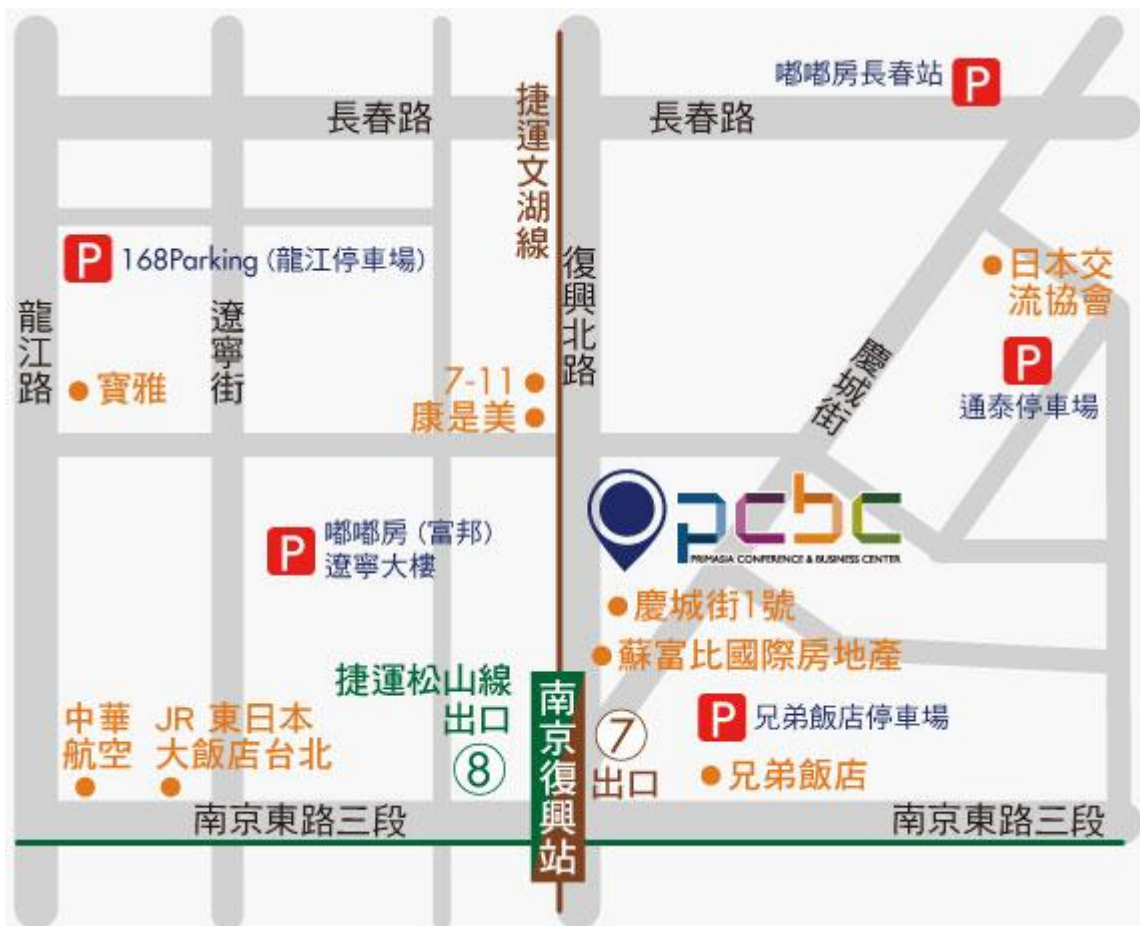 嘟嘟房長春站
P
長春路
長春路
捷運文湖線
P
168Parking (龍江停車場)
復興北路
日本交
流協會
龍江路
遼寧街
慶城街
P
通泰停車場
寶雅
7-11
康是美
pcbc
PRIMASIA CONFERENCE & BUSINESS CENTER
P
嘟嘟房 (富邦)
遼寧大樓
慶城街1號
蘇富比國際房地產
捷運松山線
出口
8
南京復興站
7
出口
P
兄弟飯店停車場
兄弟飯店
中華
航空
JR 東日本
大飯店台北
南京東路三段
南京東路三段